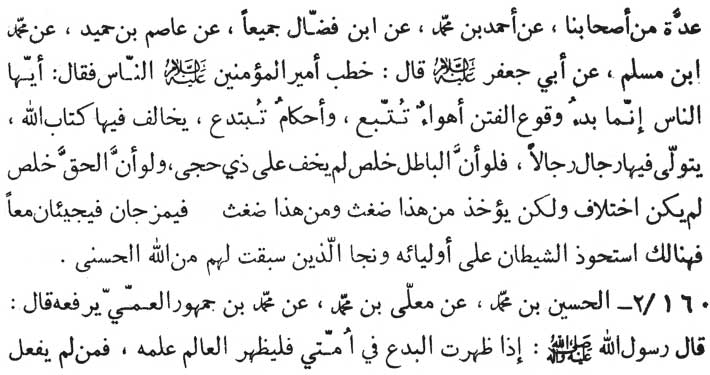 عدَّة من أصحابنا ، عن أحمد بن محمّد ، عن ابن فضّال جميعاً ، عن عاصم بن حميد ، عن محمّد
ابن مسلم ، عن أبي جعفر عليه السلام قال : خطب أمير المؤمنين عليه السلام النّاس فقال : أيّها
الناس إنّما بدء وقوع الفتن أهواءٌ تُتّبع ، وأحكامٌ تُبتدع ، يخالف فيها كتاب الله ،
يتولّى فيها رجال رجالاً ، فلو أنَّ الباطل خلص لم يخف على ذي حجى ، ولو أنَّ الحقَّ خلص
لم يكن اختلاف ولكن يؤخذ من هذا ضغث ومن هذا ضغث فيمزجان فيجيئان معاً
فهنالك استحوذ الشيطان على أوليائه ونجا الّذين سبقت لهم من الله الحسنى .
١٦٠/٢ـ الحسين بن محمّد ، عن معلّى بن محمّد ، عن محمّد بن جمهور العمّيّ يرفعه قال :
قال رسول الله صلى الله عليه وآله : إذا ظهرت البدع في اُمّتي فليظهر العالم علمه ، فمن لم يفعل